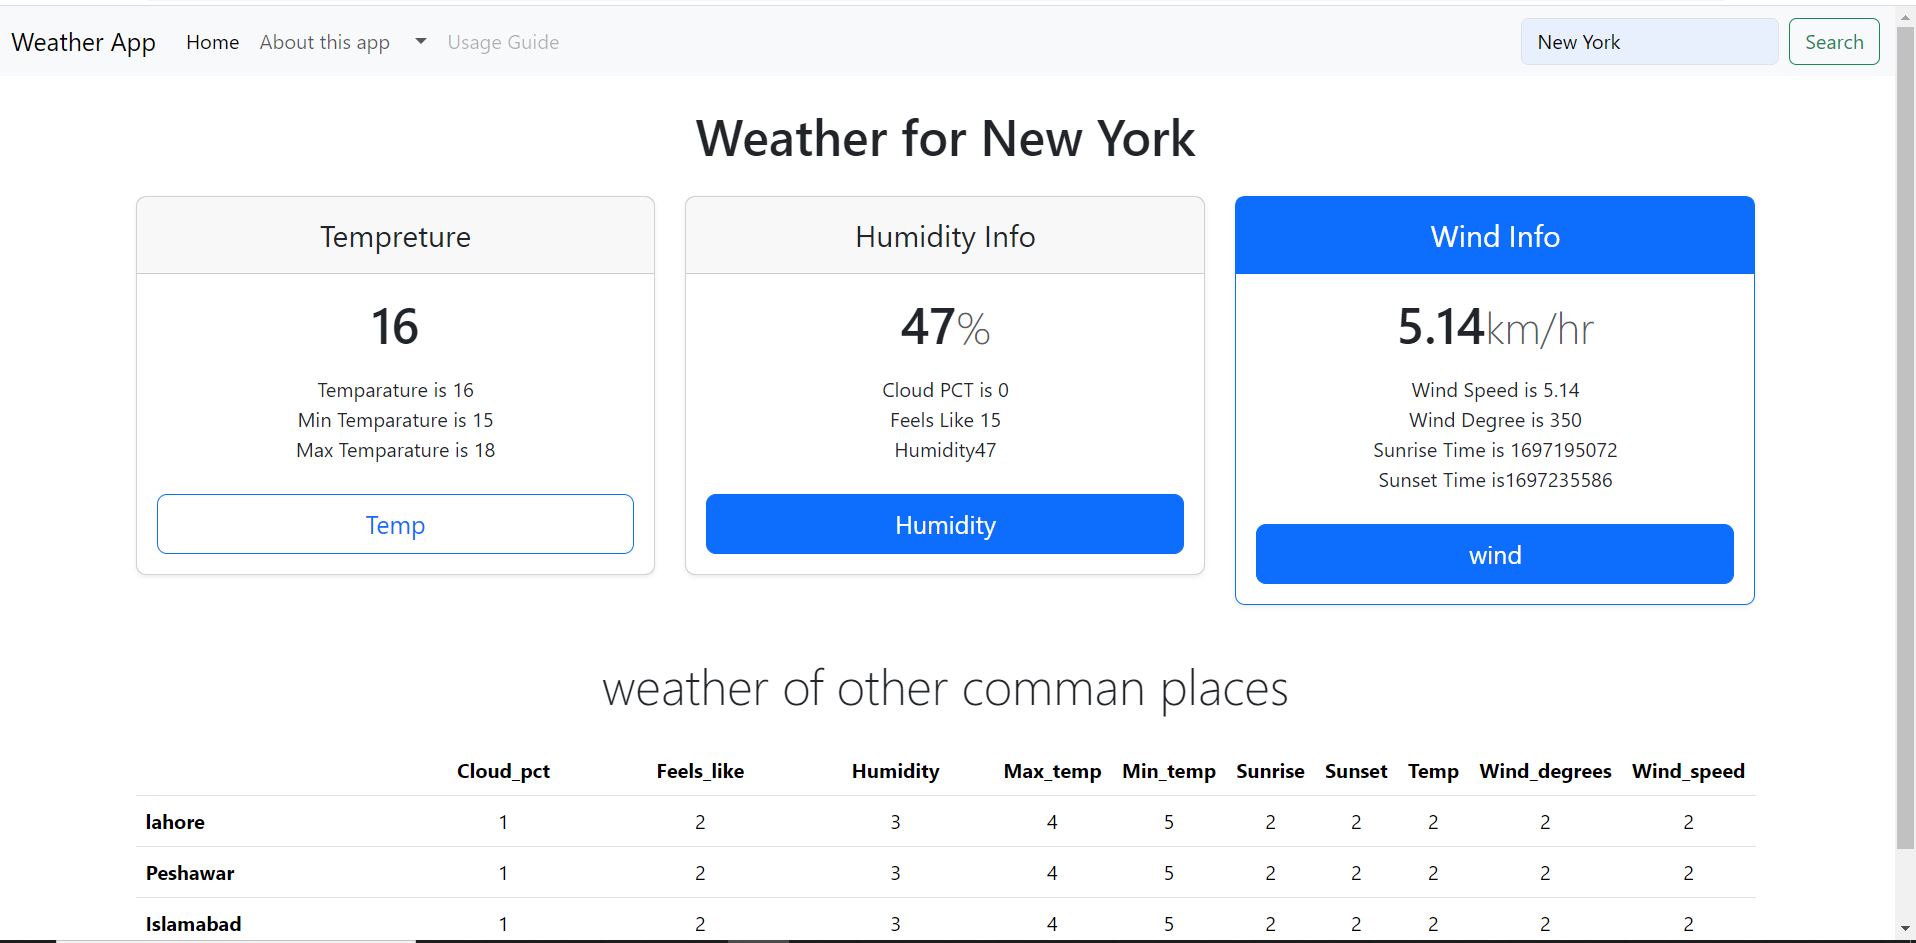 Weather App Home About this app Usage Guide New York Search
Weather for New York
Tempreture
16
Temparature is 16
Min Temparature is 15
Max Temparature is 18
Temp
Humidity Info
47%
Cloud PCT is 0
Feels Like 15
Humidity47
Humidity
Wind Info
5.14km/hr
Wind Speed is 5.14
Wind Degree is 350
Sunrise Time is 1697195072
Sunset Time is1697235586
wind
weather of other comman places
Cloud_pct Feels_like Humidity Max_temp Min_temp Sunrise Sunset Temp Wind_degrees Wind_speed
lahore 1 2 3 4 5 2 2 2 2 2
Peshawar 1 2 3 4 5 2 2 2 2 2
Islamabad 1 2 3 4 5 2 2 2 2 2